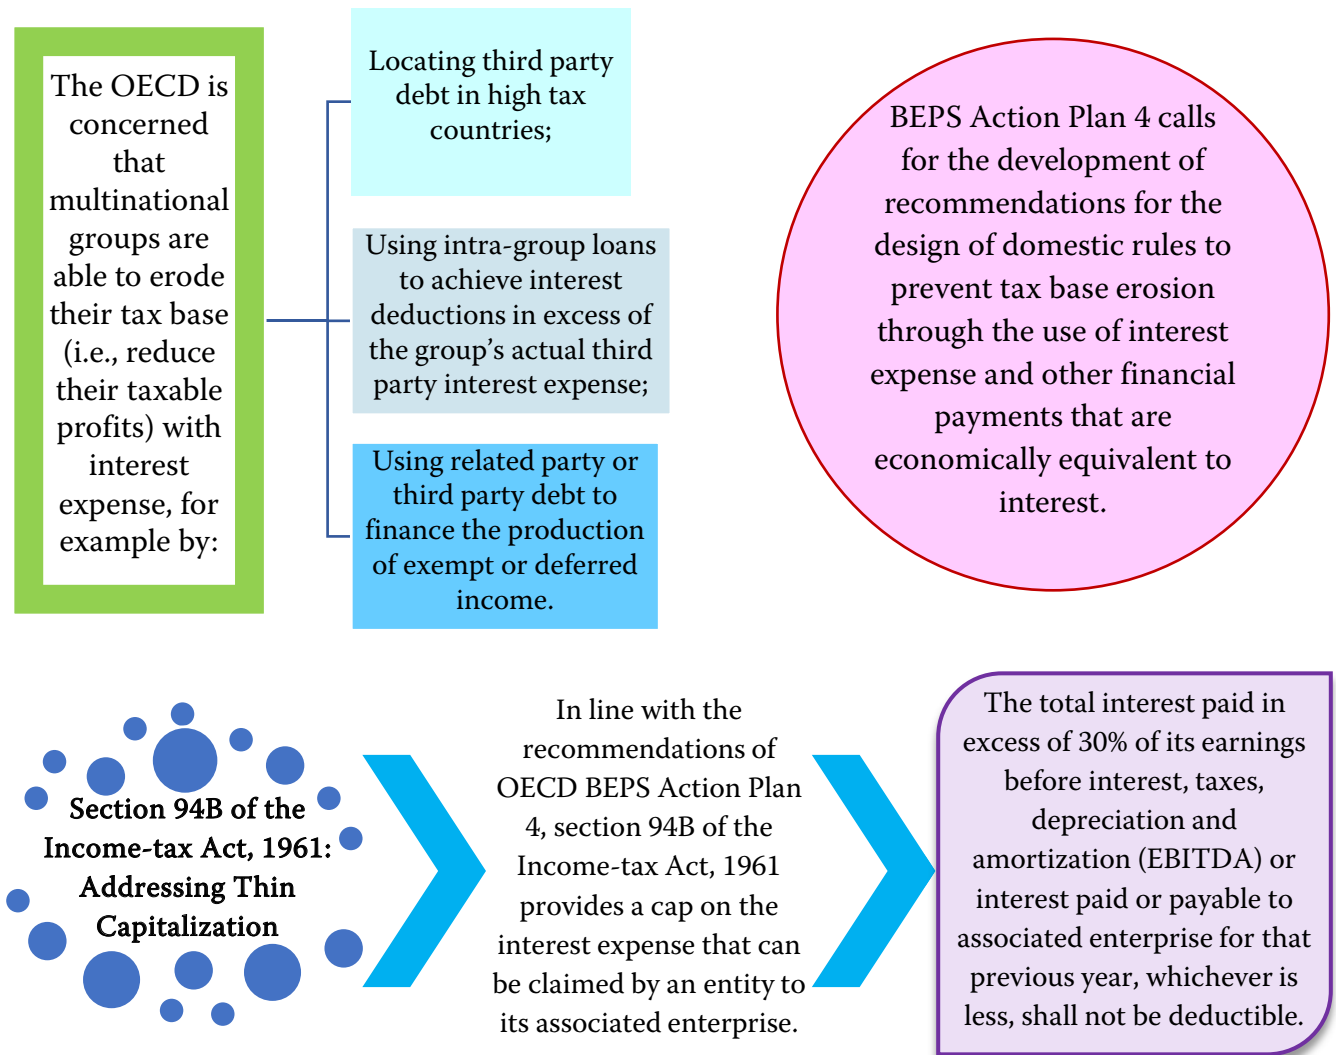 The OECD is
concerned
that
multinational
groups are
able to erode
their tax base
(i.e., reduce
their taxable
profits) with
interest
expense, for
example by:
Locating third party
debt in high tax
countries;
Using intra-group loans
to achieve interest
deductions in excess of
the group’s actual third
party interest expense;
Using related party or
third party debt to
finance the production
of exempt or deferred
income.
BEPS Action Plan 4 calls
for the development of
recommendations for the
design of domestic rules to
prevent tax base erosion
through the use of interest
expense and other financial
payments that are
economically equivalent to
interest.
Section 94B of the
Income-tax Act, 1961:
Addressing Thin
Capitalization
In line with the
recommendations of
OECD BEPS Action Plan
4, section 94B of the
Income-tax Act, 1961
provides a cap on the
interest expense that can
be claimed by an entity to
its associated enterprise.
The total interest paid in
excess of 30% of its earnings
before interest, taxes,
depreciation and
amortization (EBITDA) or
interest paid or payable to
associated enterprise for that
previous year, whichever is
less, shall not be deductible.